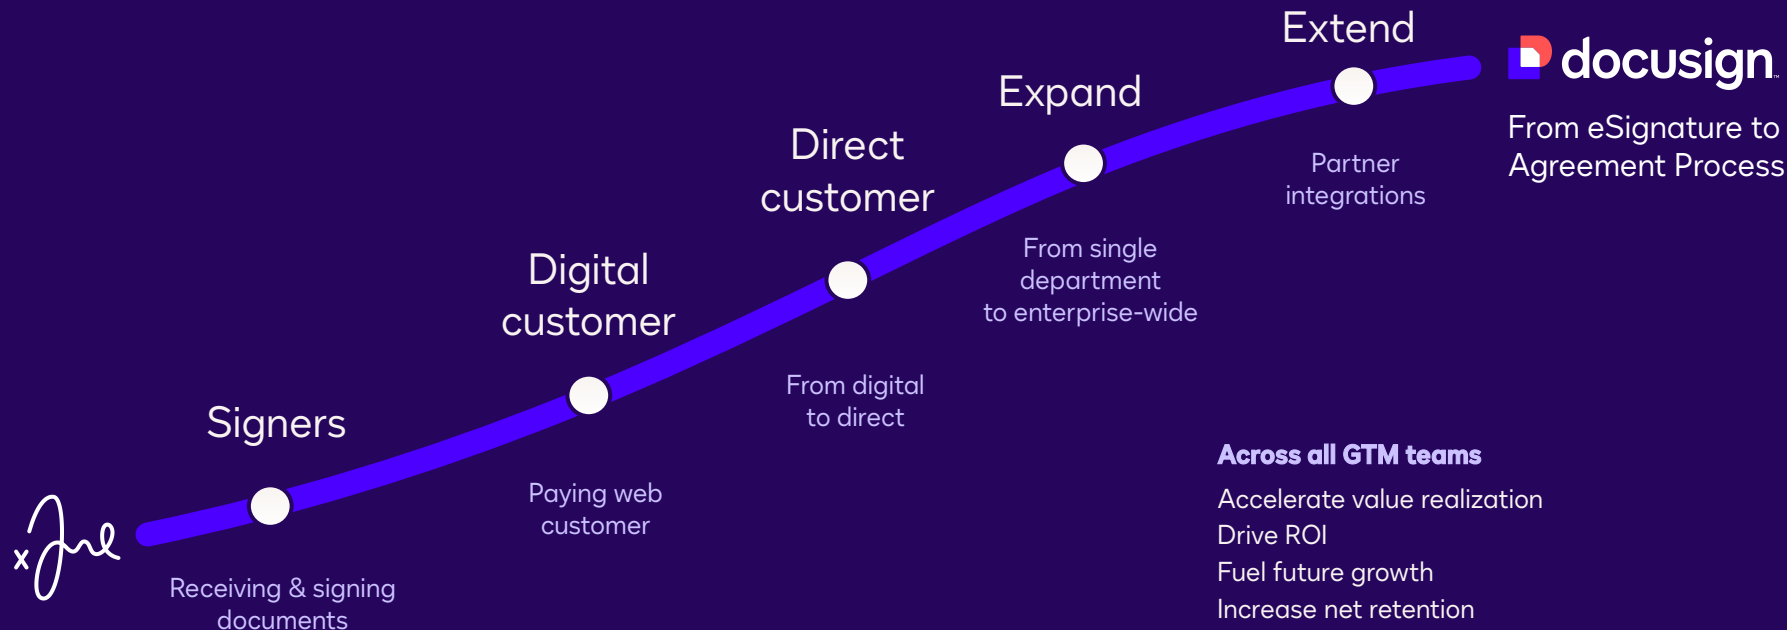 Extend
docusign
From eSignature to
Agreement Process
Expand
Partner
integrations
Direct
customer
From single
department
to enterprise-wide
Digital
customer
From digital
to direct
Signers
Paying web
customer
x
Receiving & signing
documents
Across all GTM teams
Accelerate value realization
Drive ROI
Fuel future growth
Increase net retention